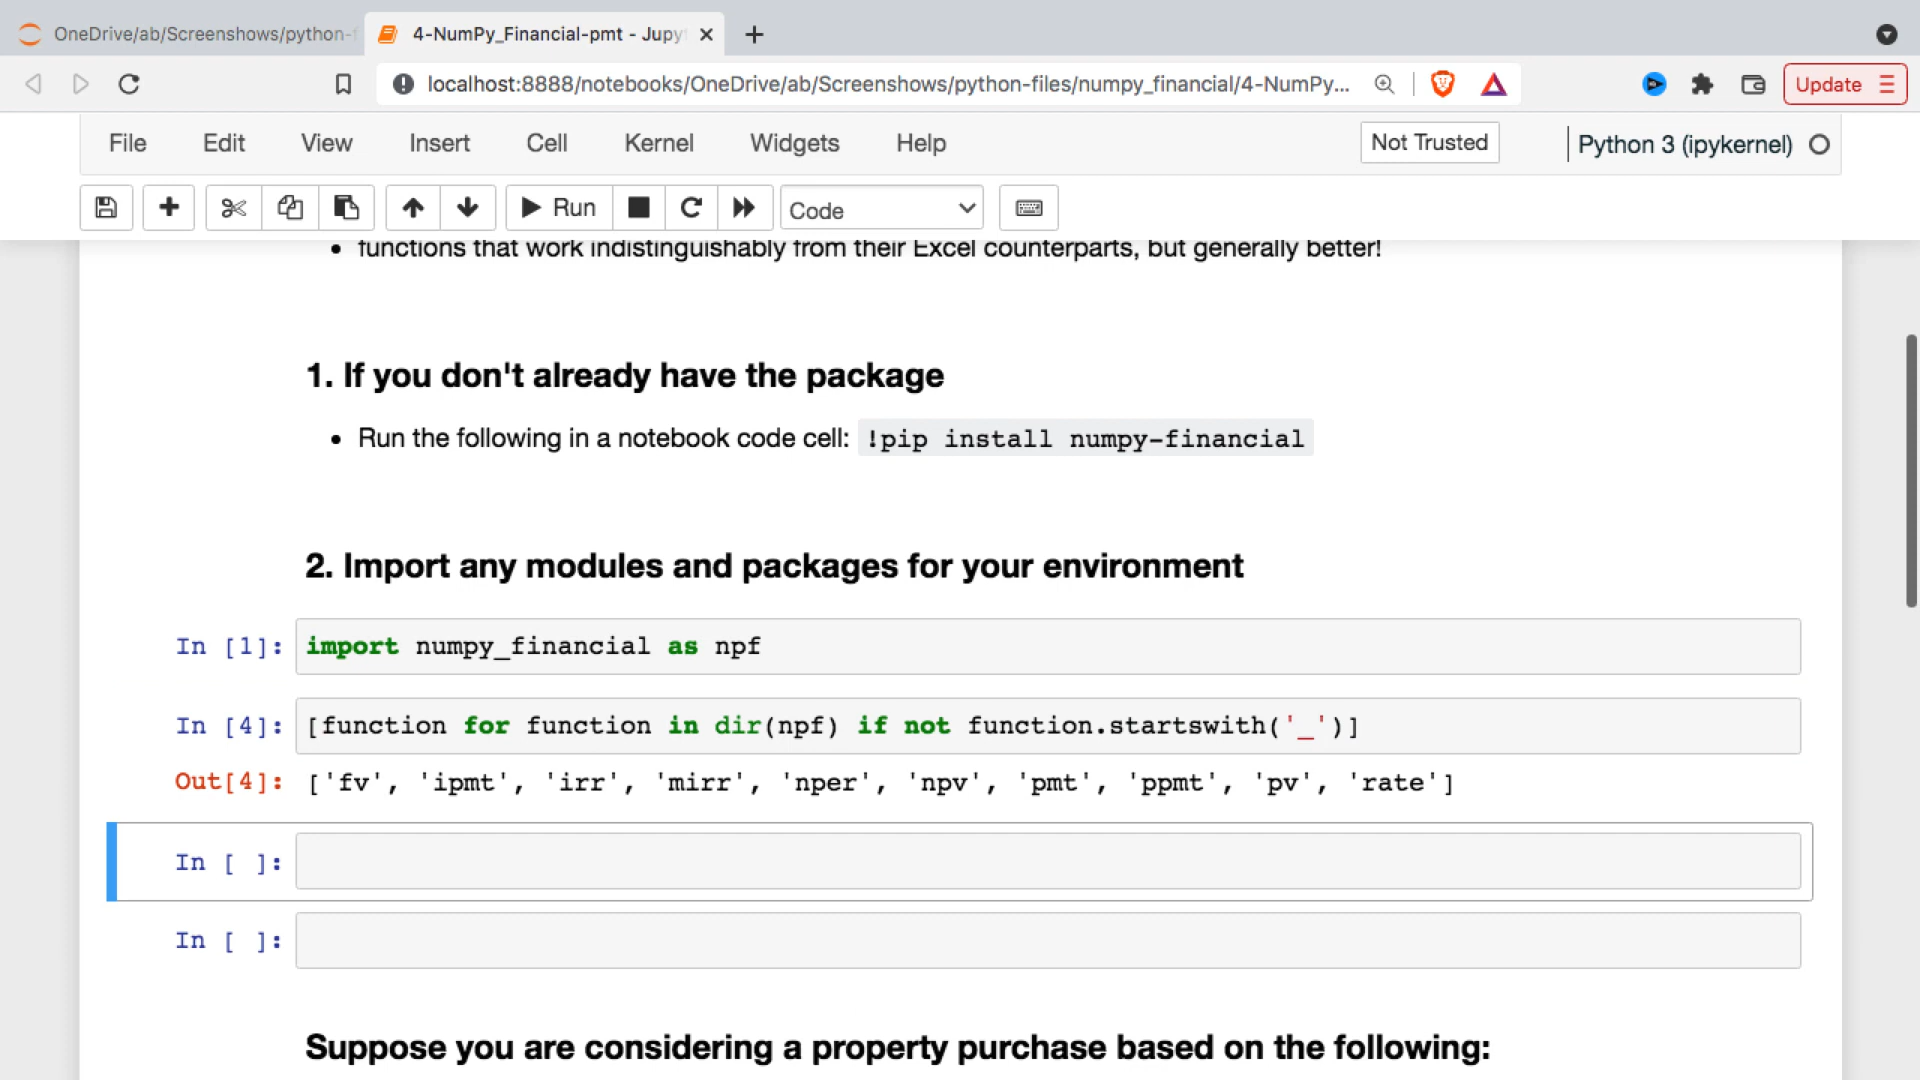 OneDrive/ab/Screenshows/python-f
4-NumPy_Financial-pmt - Jupy
localhost:8888/notebooks/OneDrive/ab/Screenshows/python-files/numpy_financial/4-NumPy...
Update
File Edit View Insert Cell Kernel Widgets Help
Not Trusted
Python 3 (ipykernel)
Run
Code
• functions that work indistinguishably from their Excel counterparts, but generally better!
1. If you don't already have the package
• Run the following in a notebook code cell: !pip install numpy-financial
2. Import any modules and packages for your environment
In [1]: import numpy_financial as npf
In [4]: [function for function in dir(npf) if not function.startswith('_')]
Out[4]: ['fv', 'ipmt', 'irr', 'mirr', 'nper', 'npv', 'pmt', 'ppmt', 'pv', 'rate']
In [ ]:
In [ ]:
Suppose you are considering a property purchase based on the following: